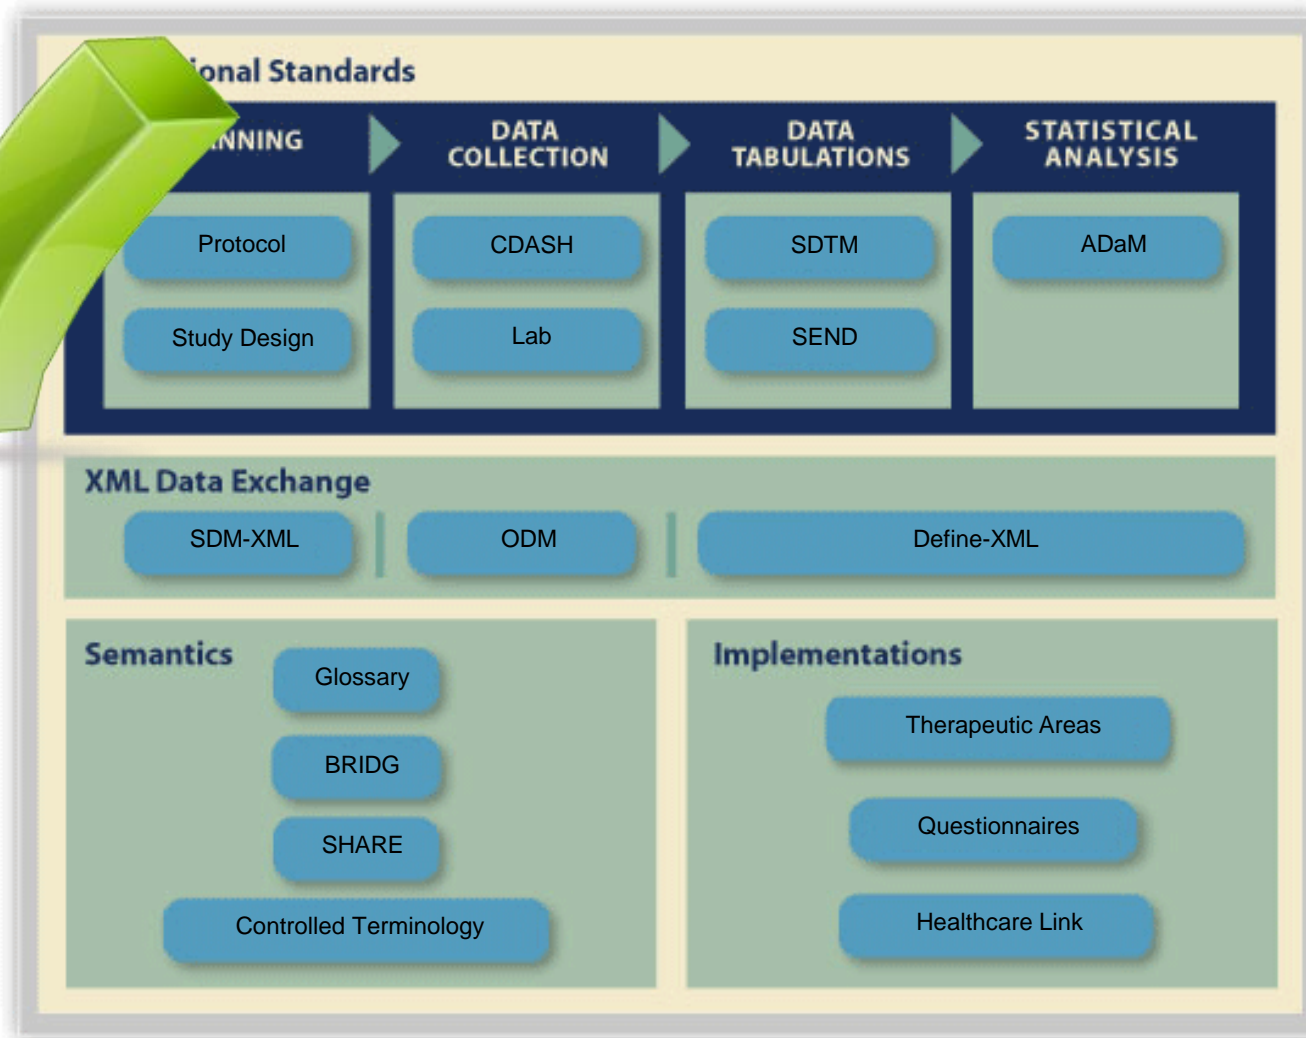 ional Standards
NNING
DATA
COLLECTION
DATA
TABULATIONS
STATISTICAL
ANALYSIS
Protocol
CDASH
SDTM
ADaM
Study Design
Lab
SEND
XML Data Exchange
SDM-XML
ODM
Define-XML
Semantics
Glossary
BRIDG
SHARE
Controlled Terminology
Implementations
Therapeutic Areas
Questionnaires
Healthcare Link